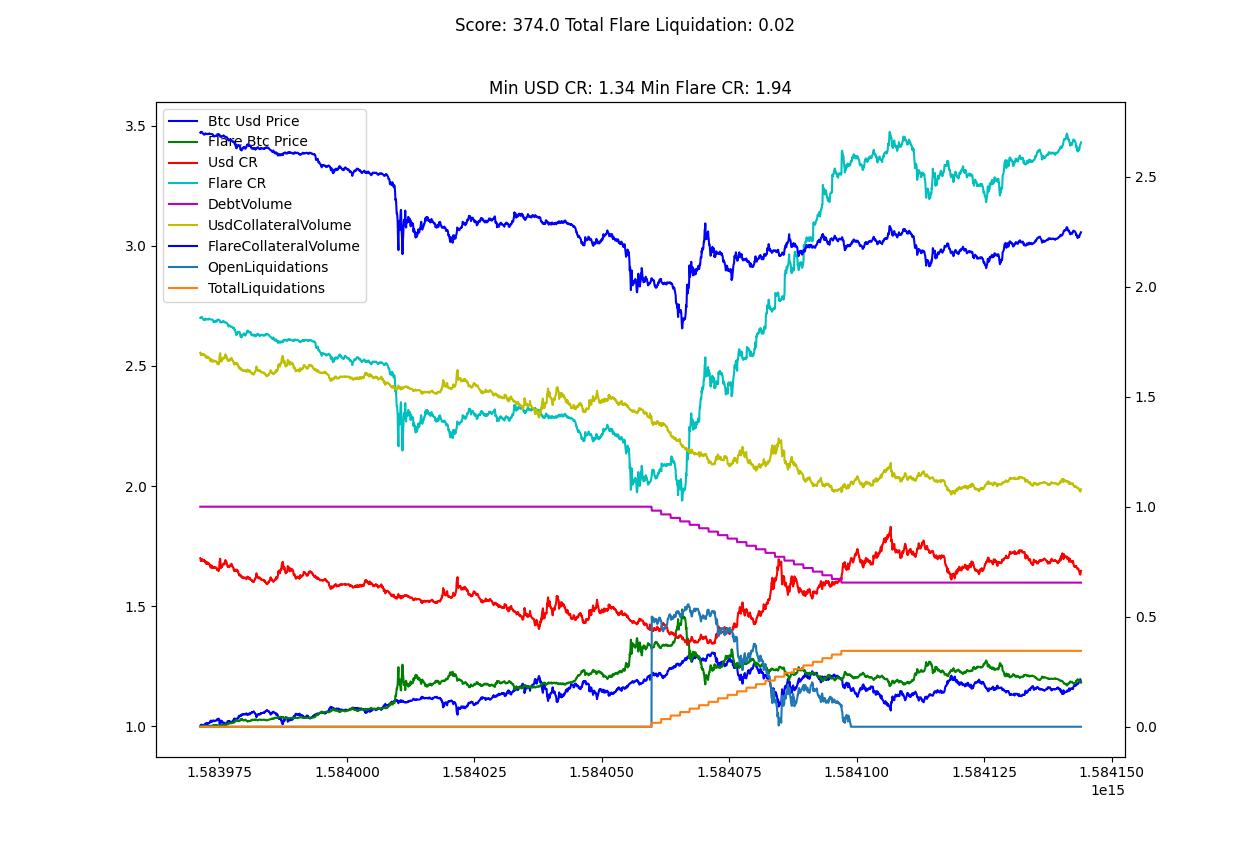 Score: 374.0 Total Flare Liquidation: 0.02
Min USD CR: 1.34 Min Flare CR: 1.94
Btc Usd Price
Flare Btc Price
Usd CR
Flare CR
DebtVolume
UsdCollateralVolume
FlareCollateralVolume
OpenLiquidations
TotalLiquidations
3.5
3.0
2.5
2.0
1.5
1.0
2.5
2.0
1.5
1.0
0.5
0.0
1.583975 1.584000 1.584025 1.584050 1.584075 1.584100 1.584125 1.584150
1e15